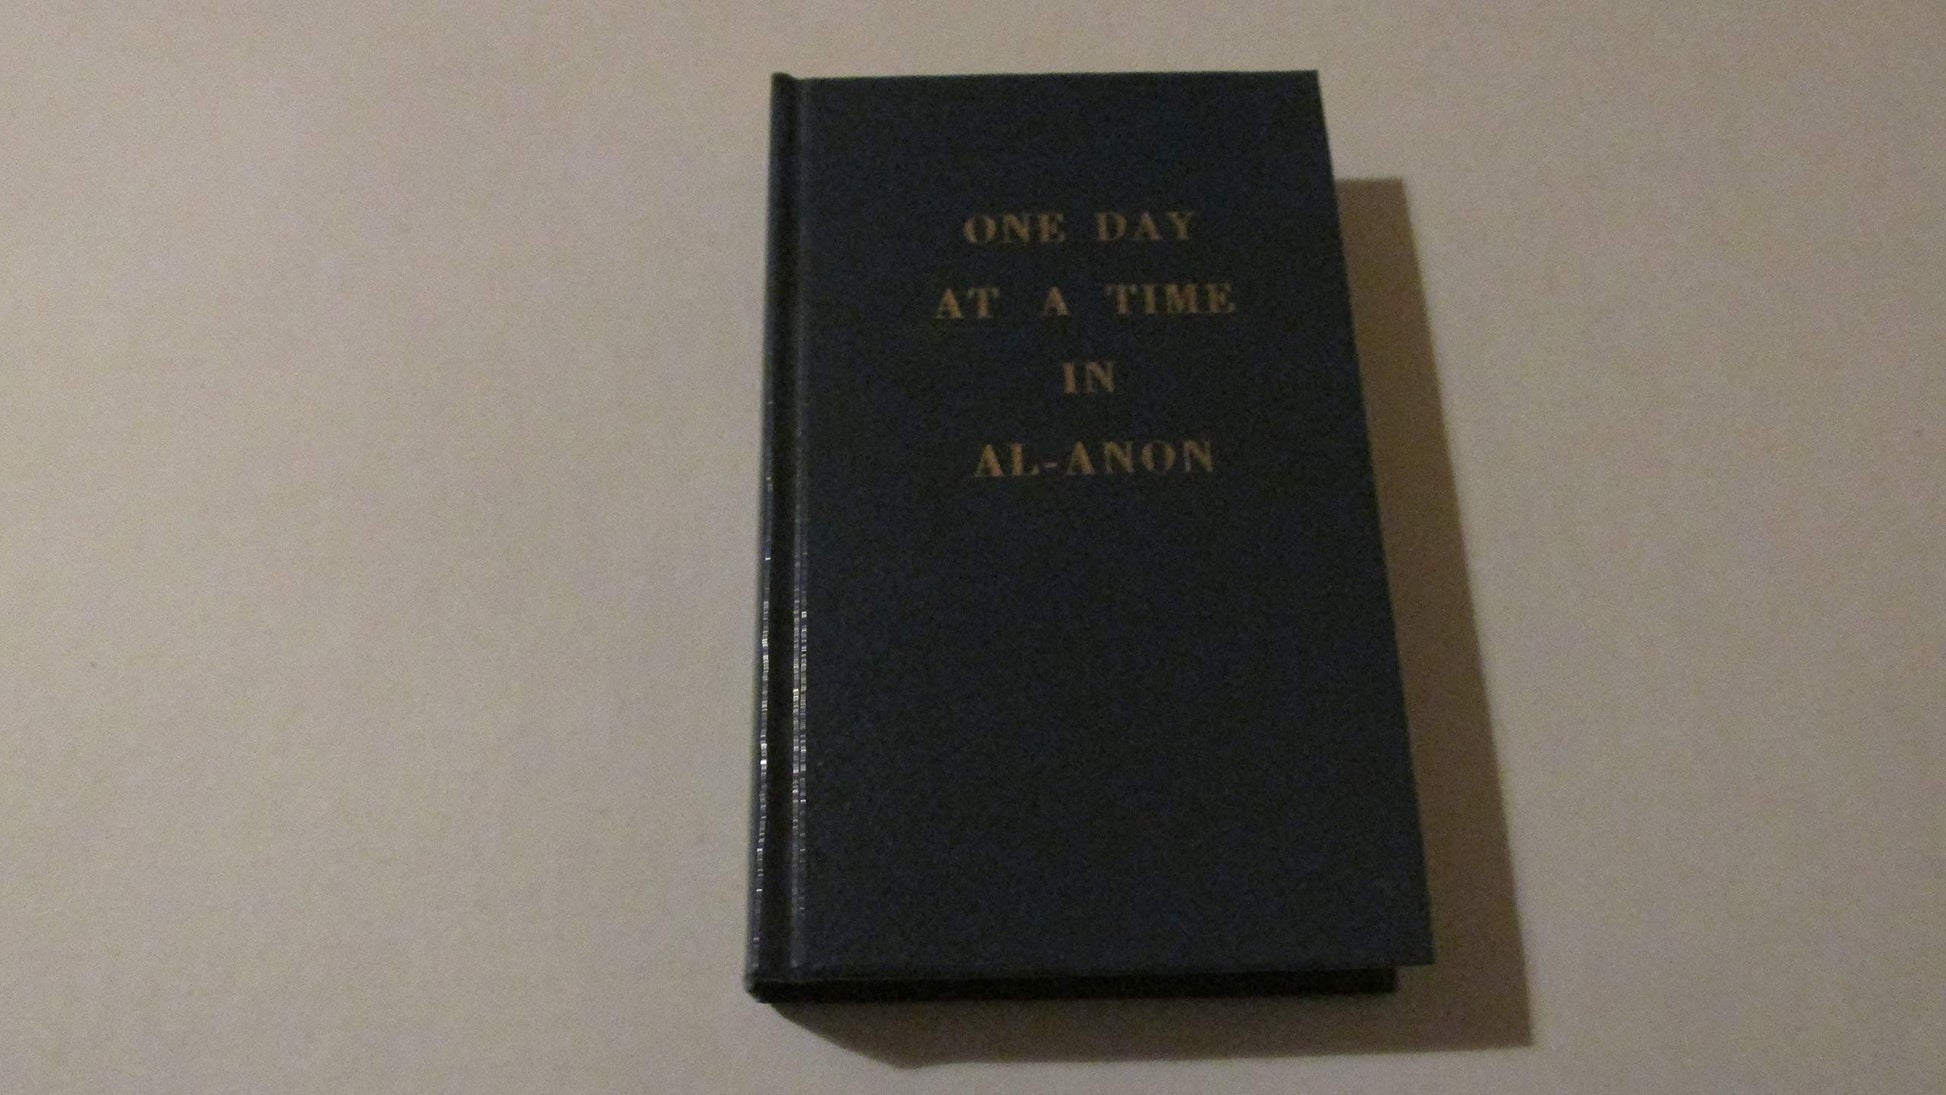 ONE DAY
AT A TIME
IN
AL-ANON